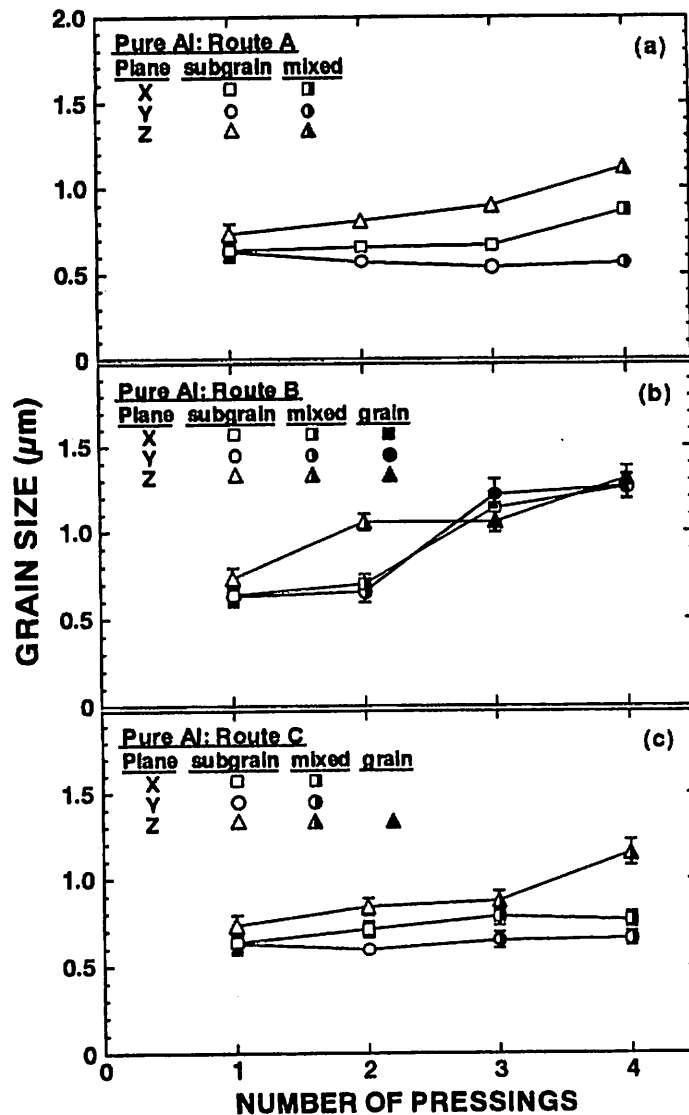 GRAIN SIZE (µm)
2.0
1.5
1.0
0.5
0
Pure Al: Route A
(a)
Plane subgrain mixed
X
Y
Z
1.5
1.0
0.5
0
Pure Al: Route B
(b)
Plane subgrain mixed grain
X
Y
Z
1.5
1.0
0.5
0
Pure Al: Route C
(c)
Plane subgrain mixed grain
X
Y
Z
0 1 2 3 4
NUMBER OF PRESSINGS